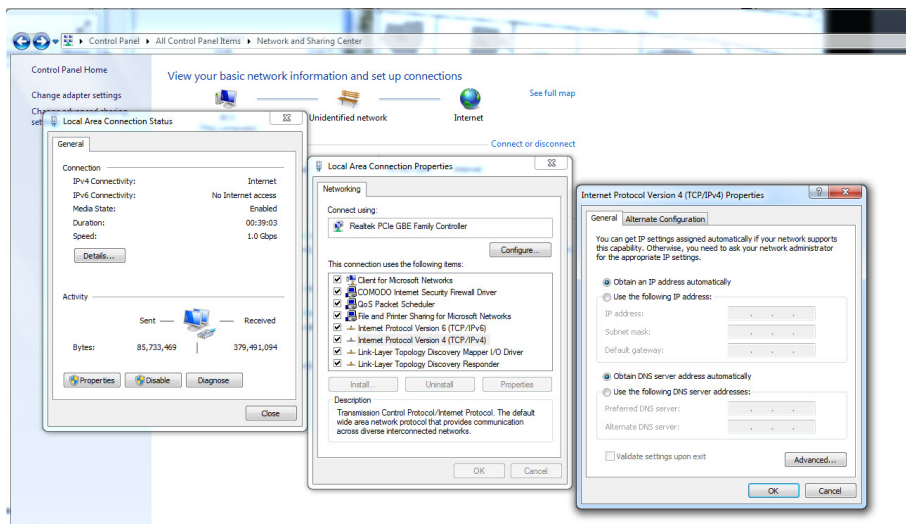 Control Panel ▸ All Control Panel Items ▸ Network and Sharing Center
Control Panel Home
Change adapter settings
View your basic network information and set up connections
See full map
Unidentified network
Internet
Connect or disconnect
Local Area Connection Status
General
Connection
IPv4 Connectivity: Internet
IPv6 Connectivity: No Internet access
Media State: Enabled
Duration: 00:39:03
Speed: 1.0 Gbps
Details...
Activity
Sent — Received
Bytes: 85,733,469 | 379,491,094
Properties Disable Diagnose
Close
Local Area Connection Properties
Networking
Connect using:
Realtek PCIe GBE Family Controller
Configure...
This connection uses the following items:
Client for Microsoft Networks
COMODO Internet Security Firewall Driver
QoS Packet Scheduler
File and Printer Sharing for Microsoft Networks
Internet Protocol Version 6 (TCP/IPv6)
Internet Protocol Version 4 (TCP/IPv4)
Link-Layer Topology Discovery Mapper I/O Driver
Link-Layer Topology Discovery Responder
Install... Uninstall Properties
Description
Transmission Control Protocol/Internet Protocol. The default
wide area network protocol that provides communication
across diverse interconnected networks.
OK Cancel
Internet Protocol Version 4 (TCP/IPv4) Properties
General Alternate Configuration
You can get IP settings assigned automatically if your network supports
this capability. Otherwise, you need to ask your network administrator
for the appropriate IP settings.
Obtain an IP address automatically
Use the following IP address:
IP address: . . .
Subnet mask: . . .
Default gateway: . . .
Obtain DNS server address automatically
Use the following DNS server addresses:
Preferred DNS server: . . .
Alternate DNS server: . . .
Validate settings upon exit
Advanced...
OK Cancel